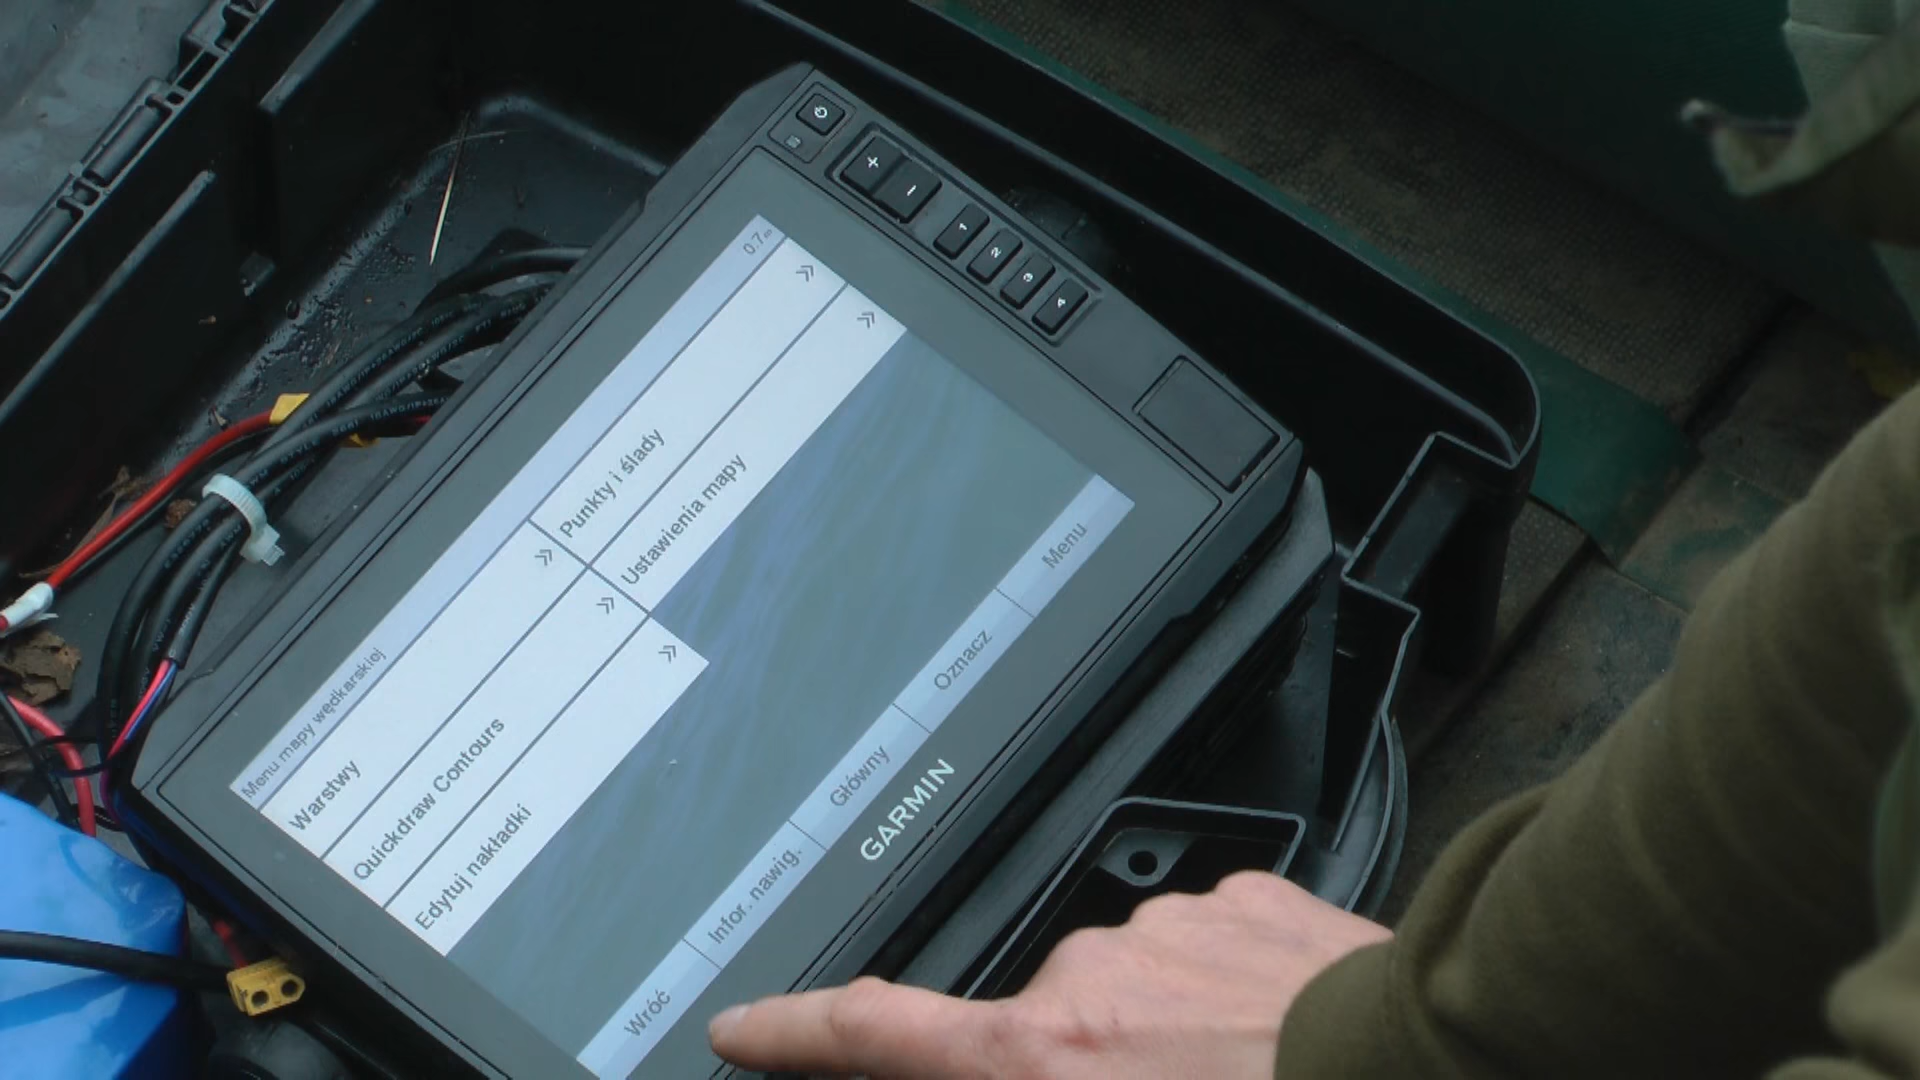 Menu mapy wędkarskiej
0.7m
Warstwy
Punkty i ślady
Quickdraw Contours
Ustawienia mapy
Edytuj nakładki
Wróć
Infor. nawig.
Główny
Oznacz
Menu
GARMIN
+
-
1
2
3
4